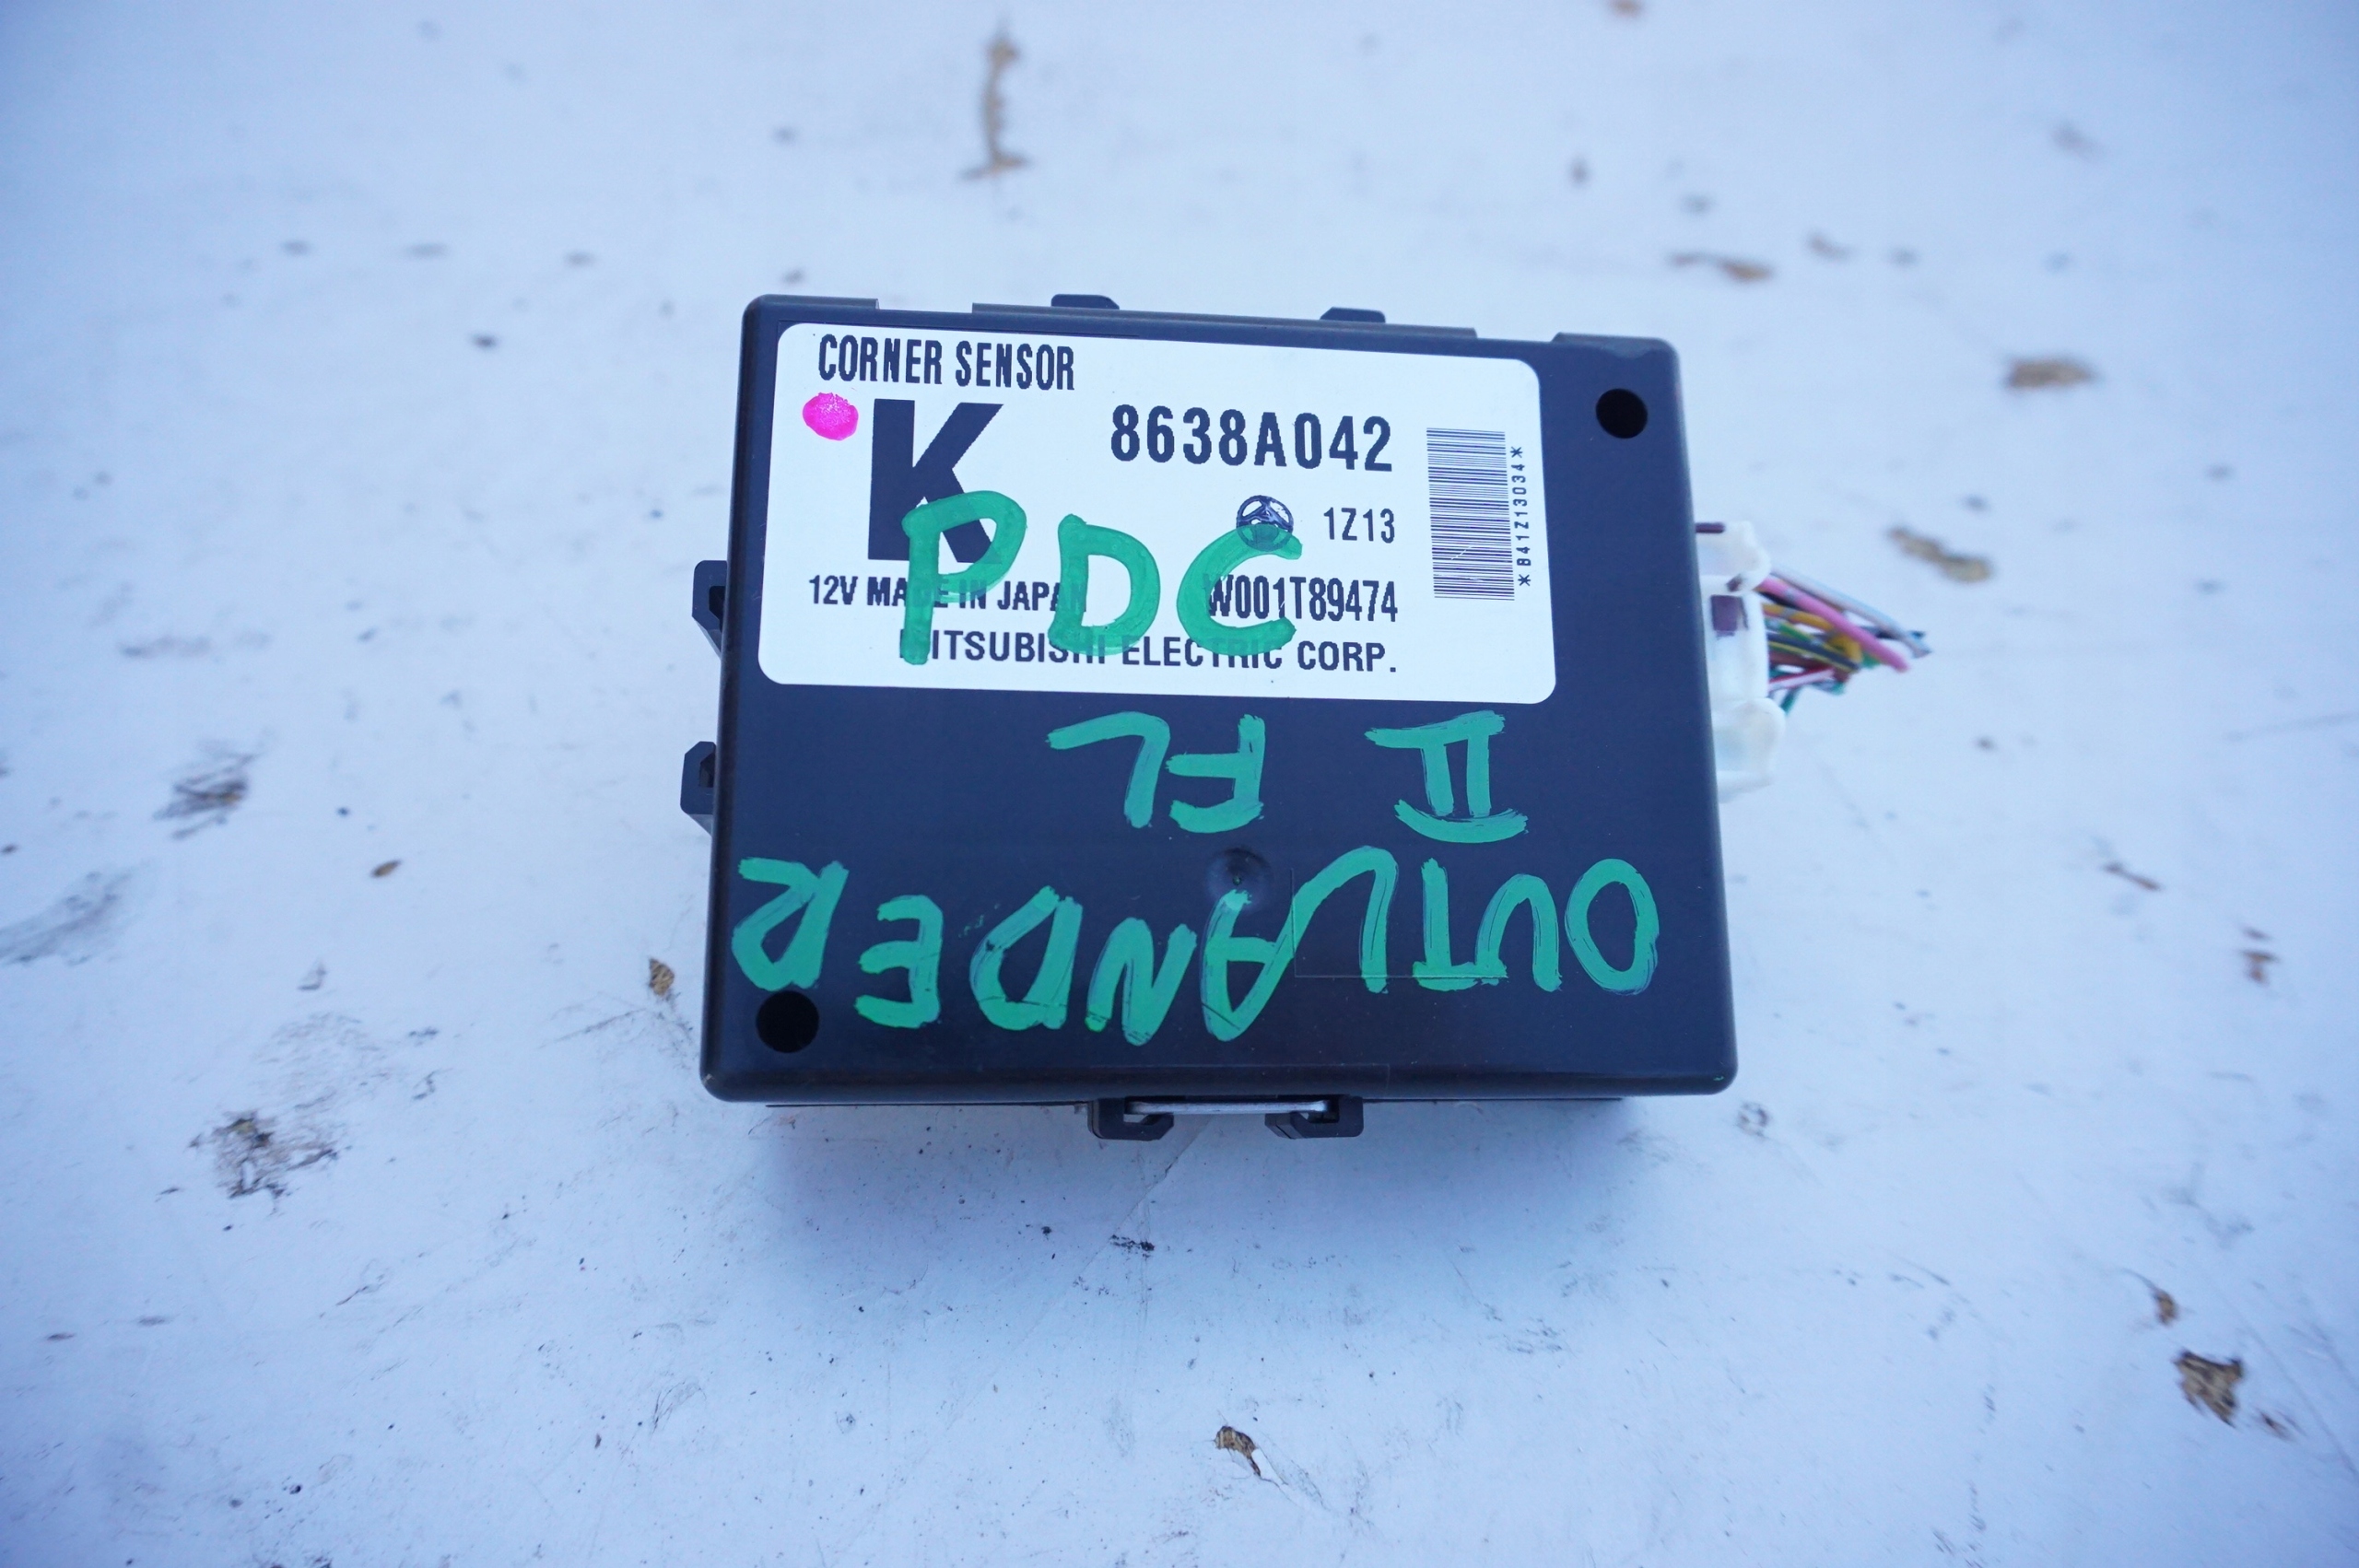 CORNER SENSOR
K
8638A042
1Z13
*B41Z13034*
12V MADE IN JAPAN
W001T89474
MITSUBISHI ELECTRIC CORP.
PDC
OUTLANDER
II FL